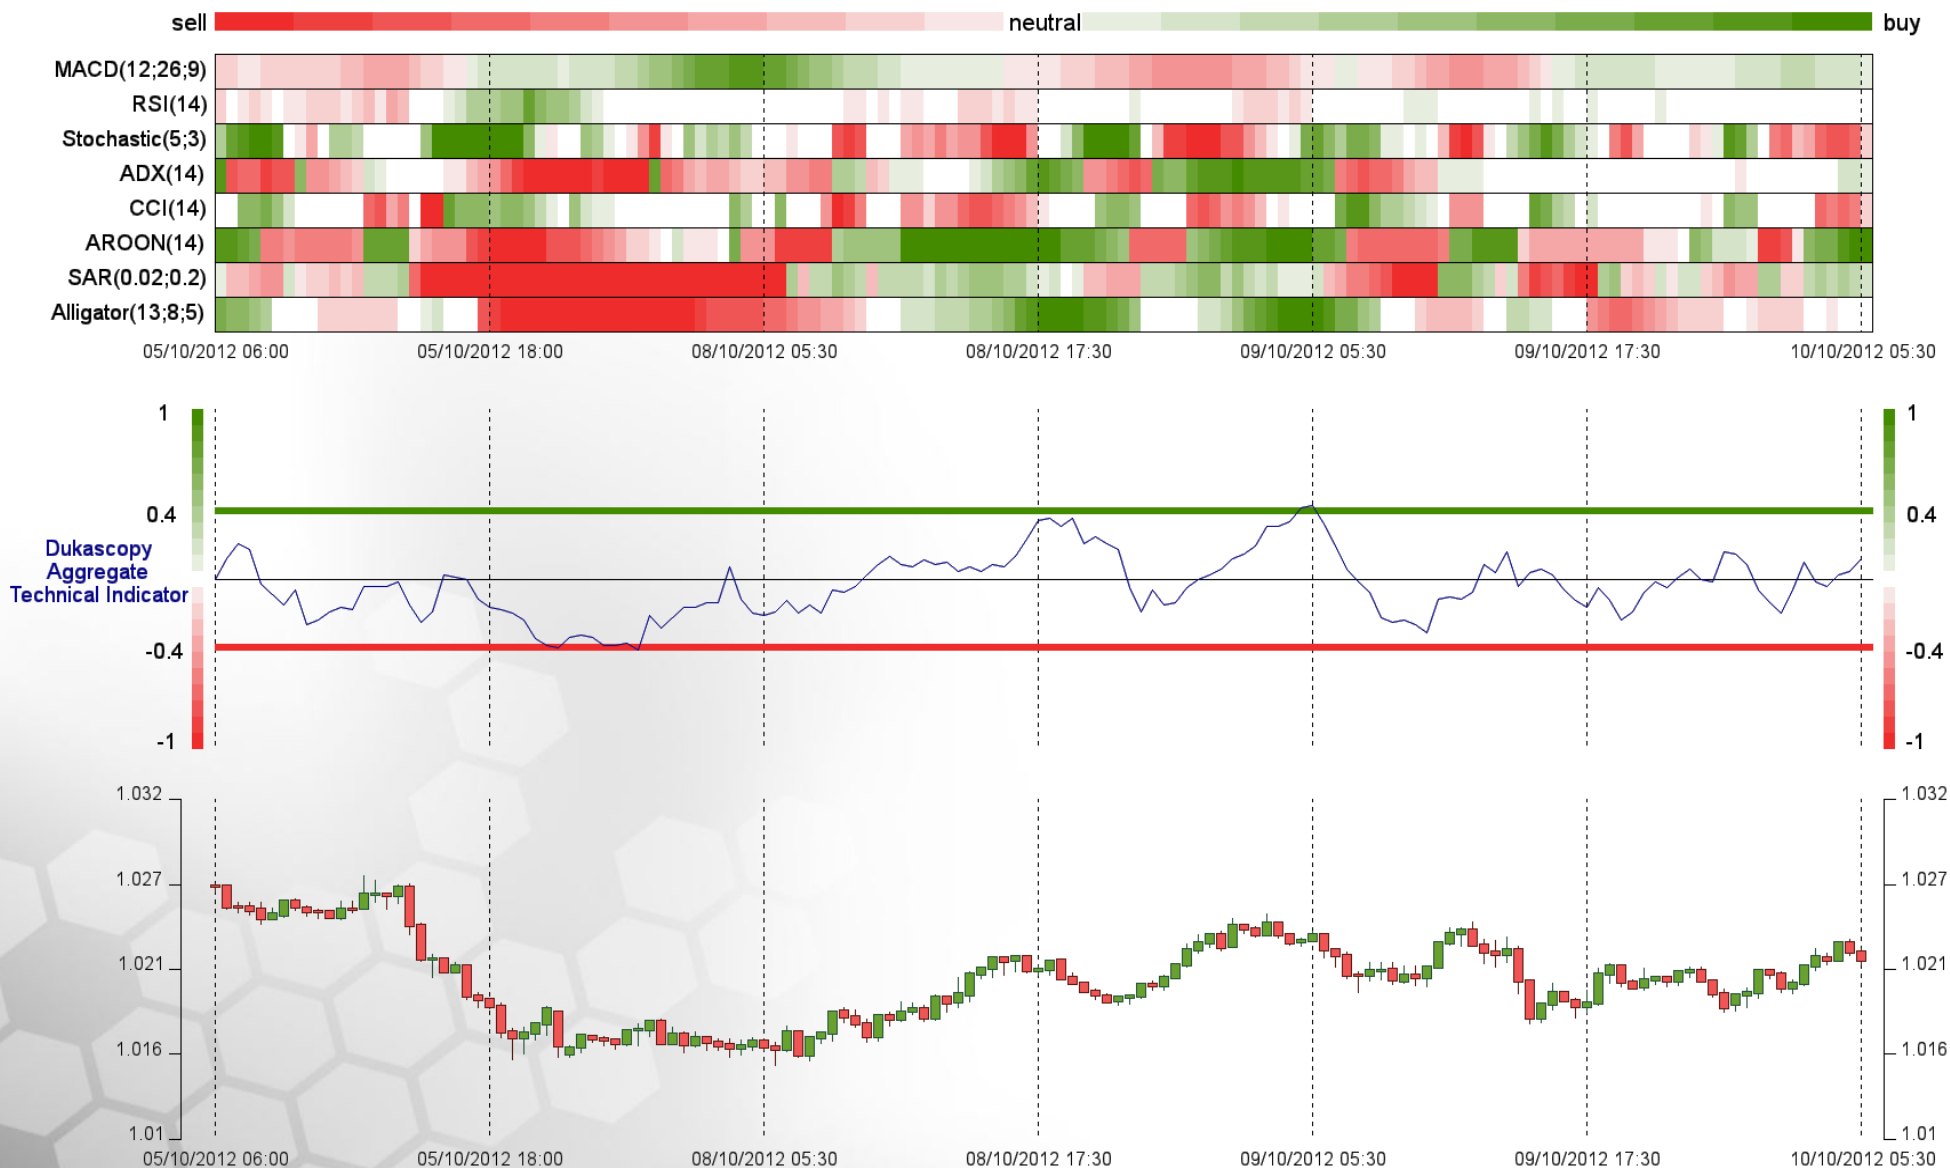 sell neutral buy
MACD(12;26;9)
RSI(14)
Stochastic(5;3)
ADX(14)
CCI(14)
AROON(14)
SAR(0.02;0.2)
Alligator(13;8;5)
05/10/2012 06:00 05/10/2012 18:00 08/10/2012 05:30 08/10/2012 17:30 09/10/2012 05:30 09/10/2012 17:30 10/10/2012 05:30
1 1
0.4 0.4
Dukascopy
Aggregate
Technical Indicator
-0.4 -0.4
-1 -1
1.032 1.032
1.027 1.027
1.021 1.021
1.016 1.016
1.01 1.01
05/10/2012 06:00 05/10/2012 18:00 08/10/2012 05:30 08/10/2012 17:30 09/10/2012 05:30 09/10/2012 17:30 10/10/2012 05:30